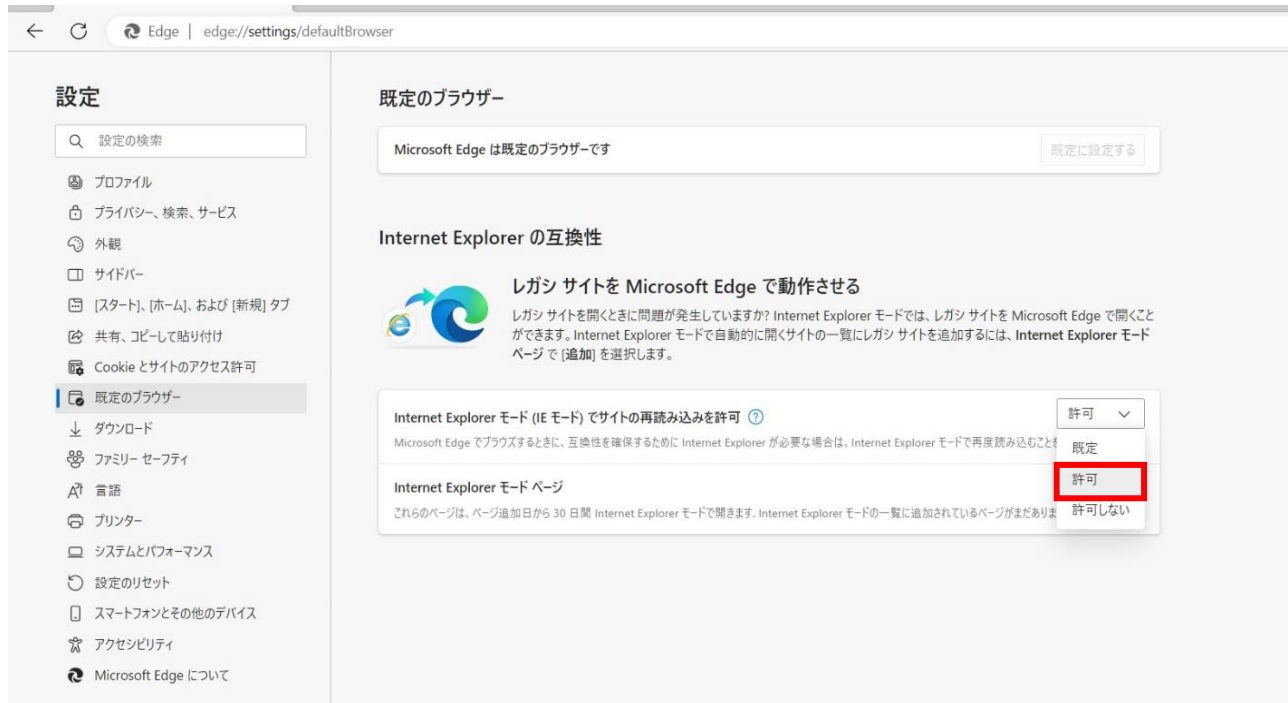 Edge | edge://settings/defaultBrowser
設定
設定の検索
プロファイル
プライバシー、検索、サービス
外観
サイドバー
[スタート]、[ホーム]、および [新規] タブ
共有、コピーして貼り付け
Cookie とサイトのアクセス許可
既定のブラウザー
ダウンロード
ファミリー セーフティ
言語
プリンター
システムとパフォーマンス
設定のリセット
スマートフォンとその他のデバイス
アクセシビリティ
Microsoft Edge について
既定のブラウザー
Microsoft Edge は既定のブラウザーです
既定に設定する
Internet Explorer の互換性
レガシ サイトを Microsoft Edge で動作させる
レガシ サイトを開くときに問題が発生していますか? Internet Explorer モードでは、レガシ サイトを Microsoft Edge で開くこと
ができます。Internet Explorer モードで自動的に開くサイトの一覧にレガシ サイトを追加するには、Internet Explorer モード
ページ で [追加] を選択します。
Internet Explorer モード (IE モード) でサイトの再読み込みを許可
許可
Microsoft Edge でブラウズするときに、互換性を確保するために Internet Explorer が必要な場合は、Internet Explorer モードで再度読み込むこと
既定
許可
許可しない
Internet Explorer モード ページ
これらのページは、ページ追加日から 30 日間 Internet Explorer モードで開きます. Internet Explorer モードの一覧に追加されているページがまだありま